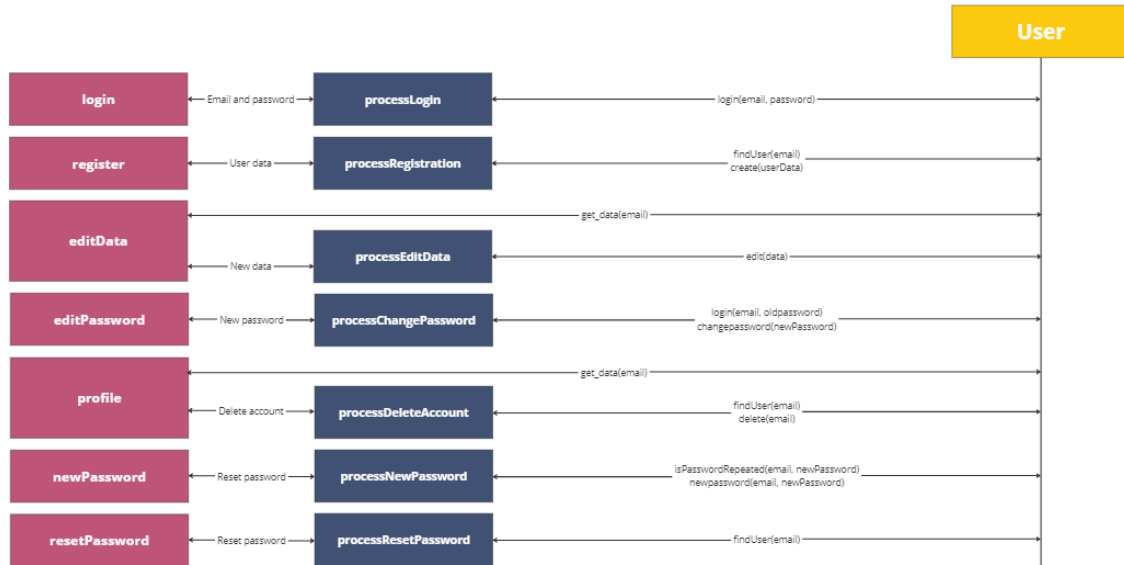 User
login
Email and password
processLogin
login(email, password)
register
User data
processRegistration
findUser(email)
create(userData)
get_data(email)
editData
New data
processEditData
edit(data)
editPassword
New password
processChangePassword
login(email, oldpassword)
changepassword(newPassword)
get_data(email)
profile
Delete account
processDeleteAccount
findUser(email)
delete(email)
newPassword
Reset password
processNewPassword
isPasswordRepeated(email, newPassword)
newpassword(email, newPassword)
resetPassword
Reset password
processResetPassword
findUser(email)